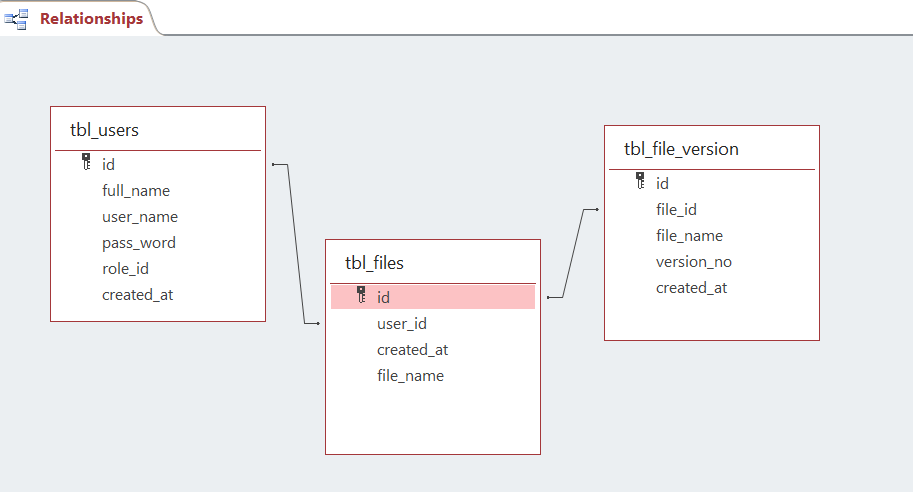 Relationships
tbl_users
id
full_name
user_name
pass_word
role_id
created_at
tbl_files
id
user_id
created_at
file_name
tbl_file_version
id
file_id
file_name
version_no
created_at